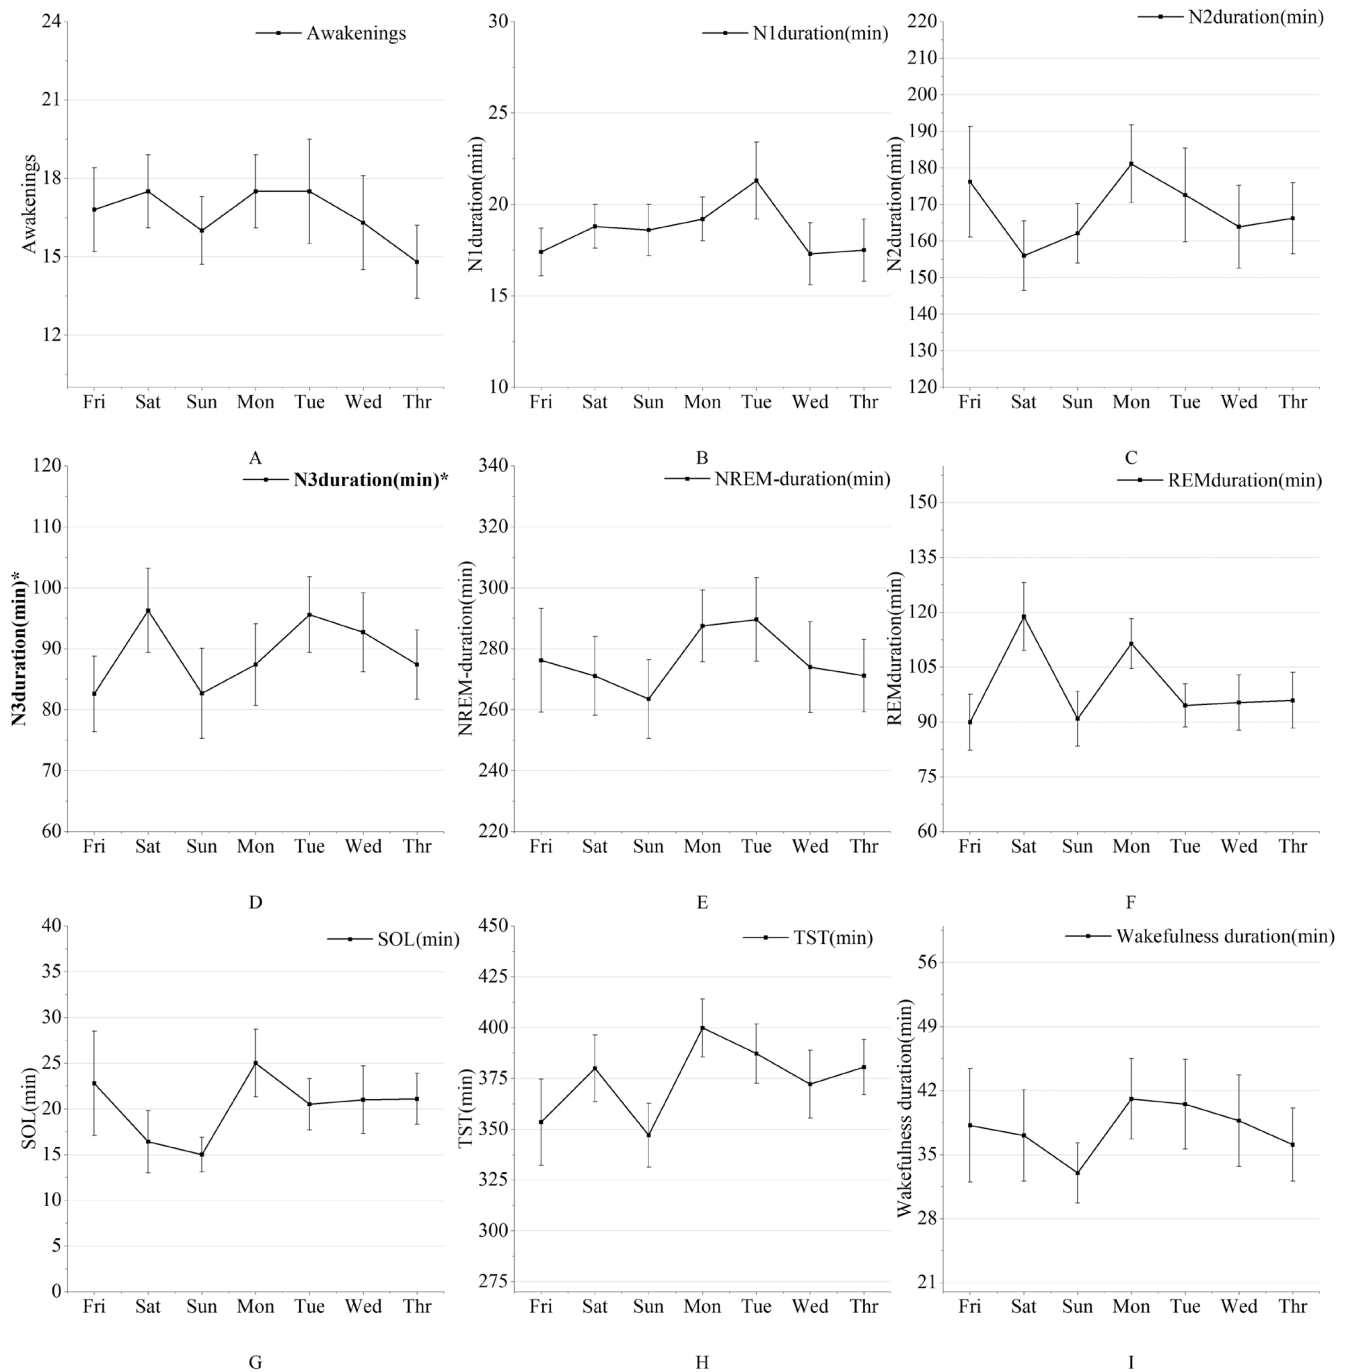 Awakenings
24
21
18
15
12
Awakenings
Fri Sat Sun Mon Tue Wed Thr
A
N1duration(min)
30
25
20
15
10
N1duration(min)
Fri Sat Sun Mon Tue Wed Thr
B
N2duration(min)
220
210
200
190
180
170
160
150
140
130
120
N2duration(min)
Fri Sat Sun Mon Tue Wed Thr
C
N3duration(min)*
120
110
100
90
80
70
60
N3duration(min)*
Fri Sat Sun Mon Tue Wed Thr
D
NREM-duration(min)
340
320
300
280
260
240
220
NREM-duration(min)
Fri Sat Sun Mon Tue Wed Thr
E
REMduration(min)
150
135
120
105
90
75
60
REMduration(min)
Fri Sat Sun Mon Tue Wed Thr
F
SOL(min)
40
35
30
25
20
15
10
5
0
SOL(min)
Fri Sat Sun Mon Tue Wed Thr
G
TST(min)
450
425
400
375
350
325
300
275
TST(min)
Fri Sat Sun Mon Tue Wed Thr
H
Wakefulness duration(min)
56
49
42
35
28
21
Wakefulness duration(min)
Fri Sat Sun Mon Tue Wed Thr
I